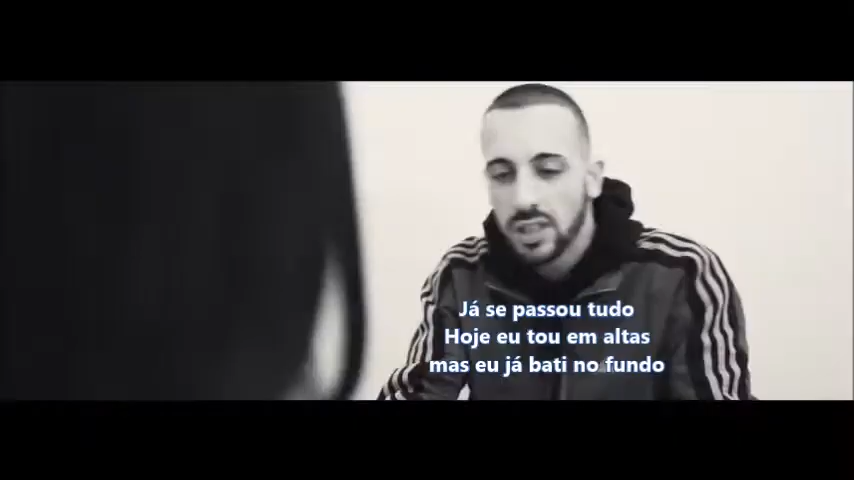 Já se passou tudo
Hoje eu tou em altas
mas eu já bati no fundo